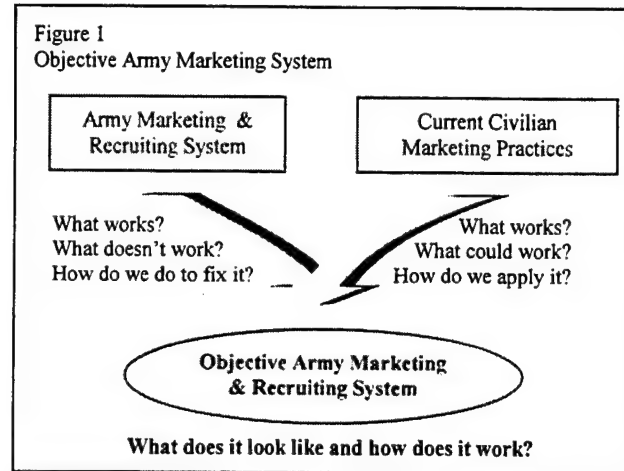 Figure 1
Objective Army Marketing System
Army Marketing &
Recruiting System
Current Civilian
Marketing Practices
What works?
What doesn't work?
How do we do to fix it?
What works?
What could work?
How do we apply it?
Objective Army Marketing
& Recruiting System
What does it look like and how does it work?